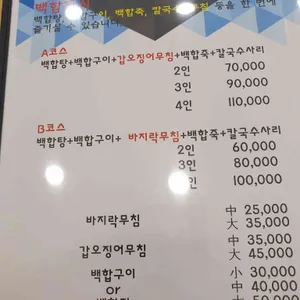 백합탕, 백합구이, 백합죽, 칼국수 등을 한 번에
즐기실 수 있습니다.
A코스
백합탕+백합구이+갑오징어무침+백합죽+칼국수사리
2인 70,000
3인 90,000
4인 110,000
B코스
백합탕+백합구이+ 바지락무침+백합죽+칼국수사리
2인 60,000
3인 80,000
100,000
바지락무침 中 25,000
大 35,000
갑오징어무침 中 35,000
大 45,000
백합구이 小 30,000
or 中 40,000